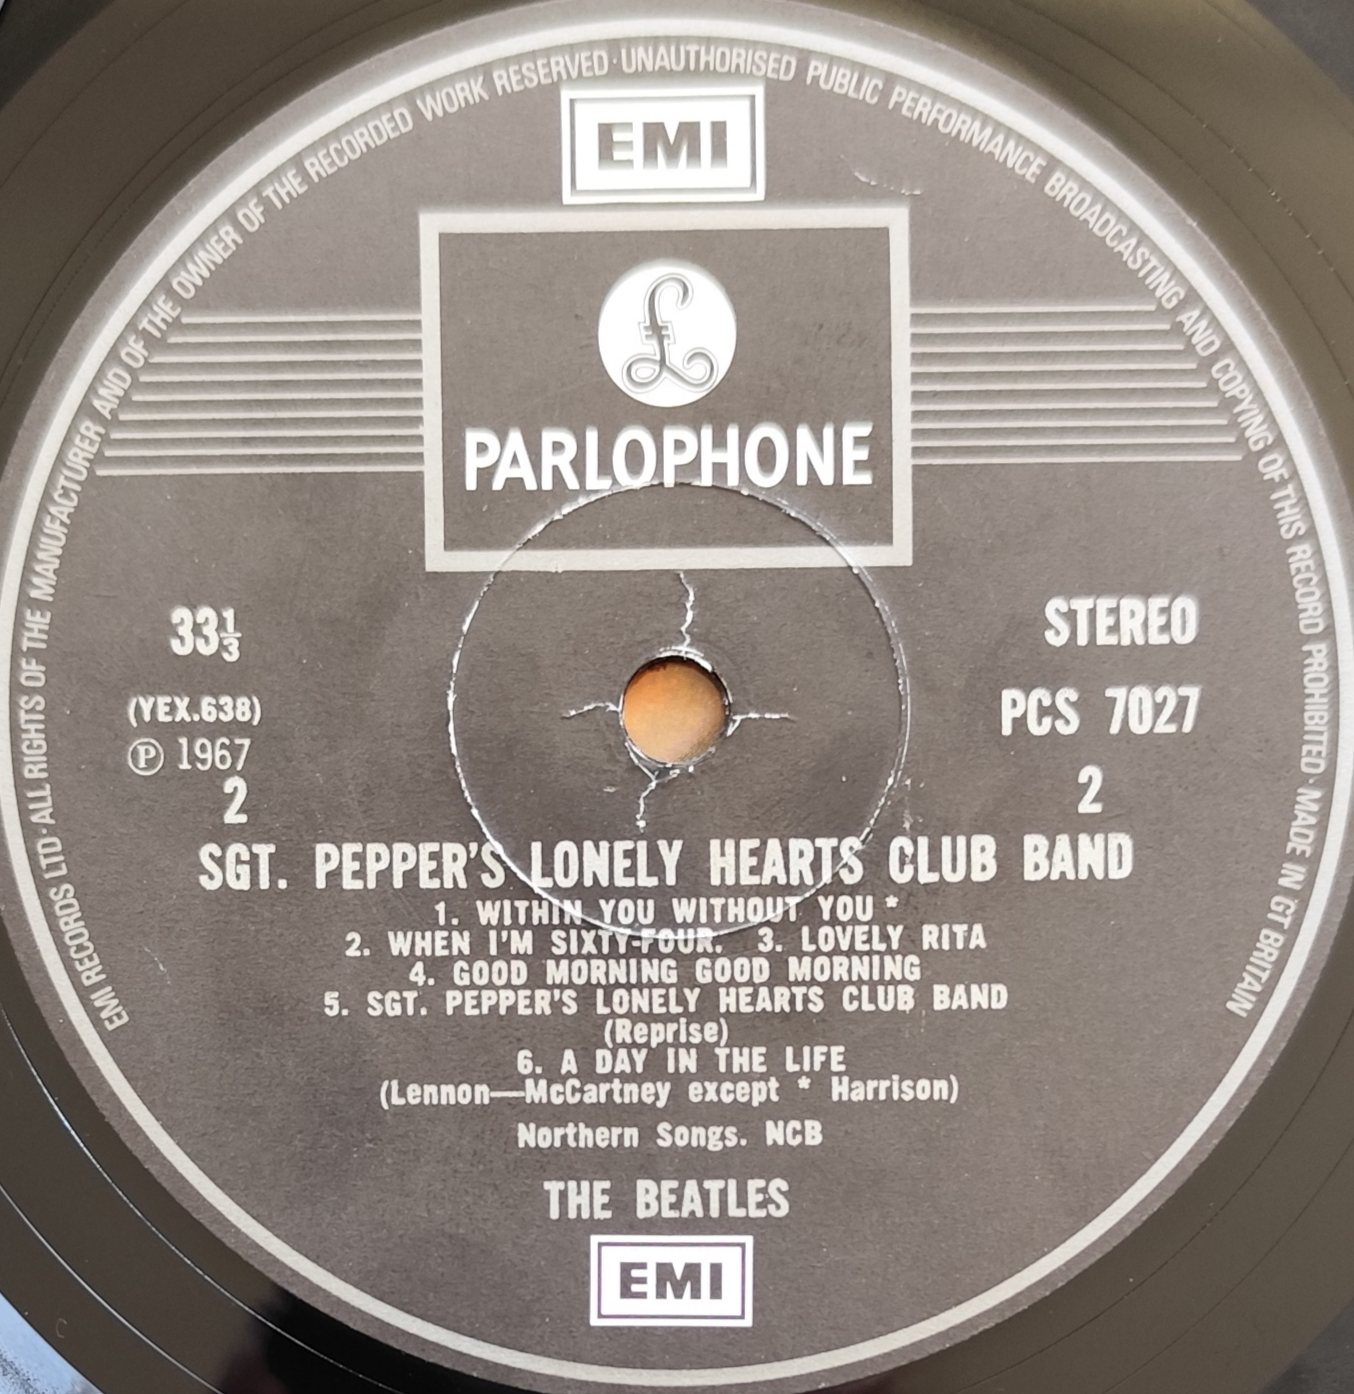 EMI RECORDS LTD · ALL RIGHTS OF THE MANUFACTURER AND OF THE OWNER OF THE RECORDED WORK RESERVED · UNAUTHORISED PUBLIC PERFORMANCE BROADCASTING AND COPYING OF THIS RECORD PROHIBITED · MADE IN GT BRITAIN
EMI
£
PARLOPHONE
33⅓
STEREO
(YEX.638)
PCS 7027
Ⓟ 1967
2
2
SGT. PEPPER'S LONELY HEARTS CLUB BAND
1. WITHIN YOU WITHOUT YOU *
2. WHEN I'M SIXTY-FOUR. 3. LOVELY RITA
4. GOOD MORNING GOOD MORNING
5. SGT. PEPPER'S LONELY HEARTS CLUB BAND
(Reprise)
6. A DAY IN THE LIFE
(Lennon—McCartney except * Harrison)
Northern Songs. NCB
THE BEATLES
EMI